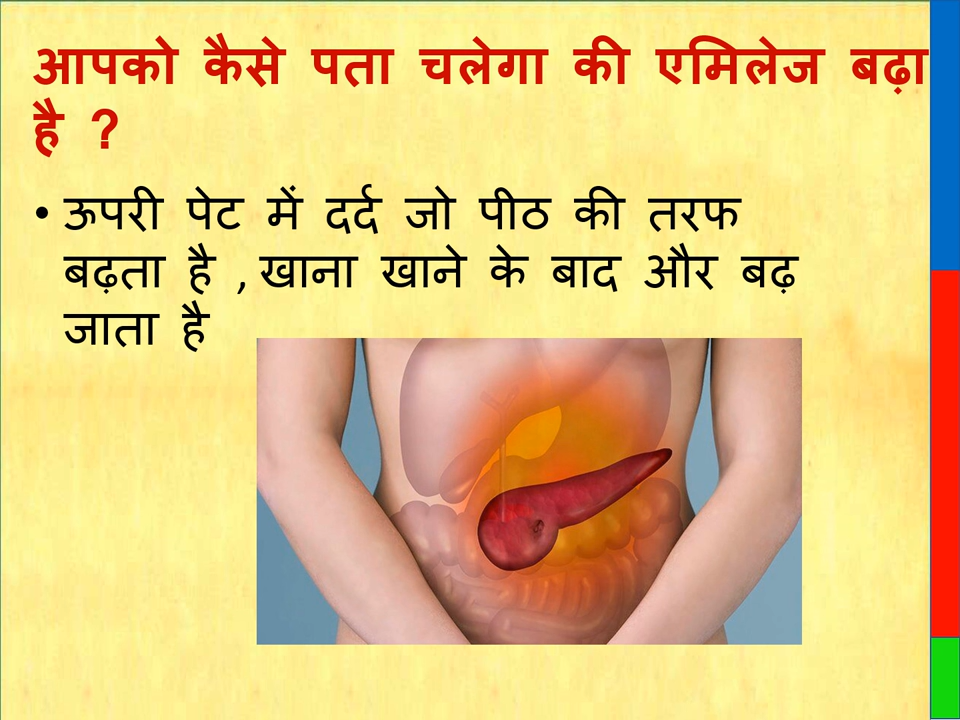 आपको कैसे पता चलेगा की एमिलेज बढ़ा
है ?
• ऊपरी पेट में दर्द जो पीठ की तरफ
बढ़ता है , खाना खाने के बाद और बढ़
जाता है